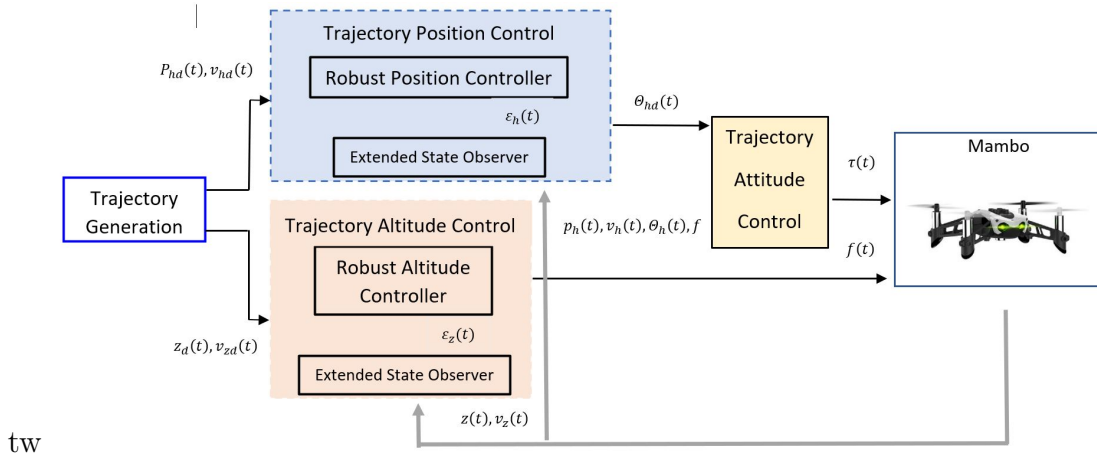 Trajectory Position Control
Robust Position Controller
P_{hd}(t), v_{hd}(t)
ε_h(t)
Extended State Observer
Θ_{hd}(t)
Trajectory
Attitude
Control
Mambo
τ(t)
Trajectory
Generation
Trajectory Altitude Control
p_h(t), v_h(t), Θ_h(t), f
f(t)
Robust Altitude
Controller
ε_z(t)
z_d(t), v_{zd}(t)
Extended State Observer
z(t), v_z(t)
tw